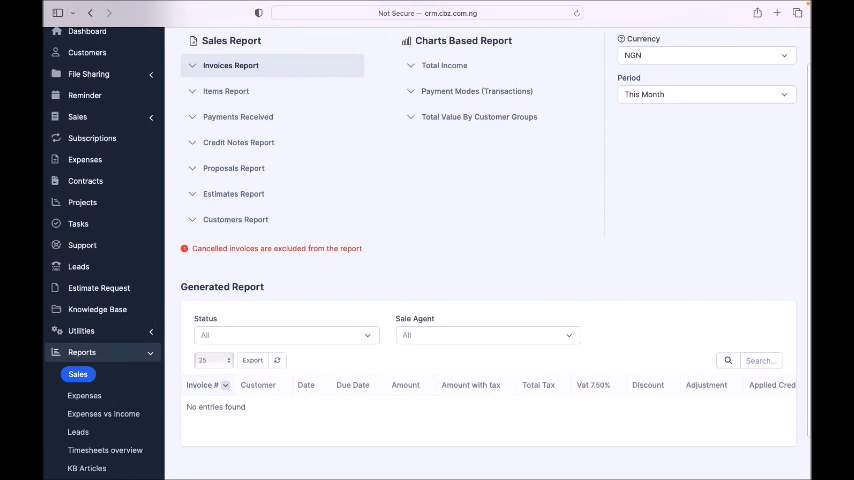 Not Secure — crm.cbz.com.ng
Dashboard
Customers
File Sharing
Reminder
Sales
Subscriptions
Expenses
Contracts
Projects
Tasks
Support
Leads
Estimate Request
Knowledge Base
Utilities
Reports
Sales
Expenses
Expenses vs Income
Leads
Timesheets overview
KB Articles
Sales Report
Invoices Report
Items Report
Payments Received
Credit Notes Report
Proposals Report
Estimates Report
Customers Report
Charts Based Report
Total Income
Payment Modes (Transactions)
Total Value By Customer Groups
Currency
NGN
Period
This Month
Cancelled invoices are excluded from the report
Generated Report
Status
All
Sale Agent
All
25 Export Search...
Invoice # Customer Date Due Date Amount Amount with tax Total Tax Vat 7.50% Discount Adjustment Applied Cred
No entries found